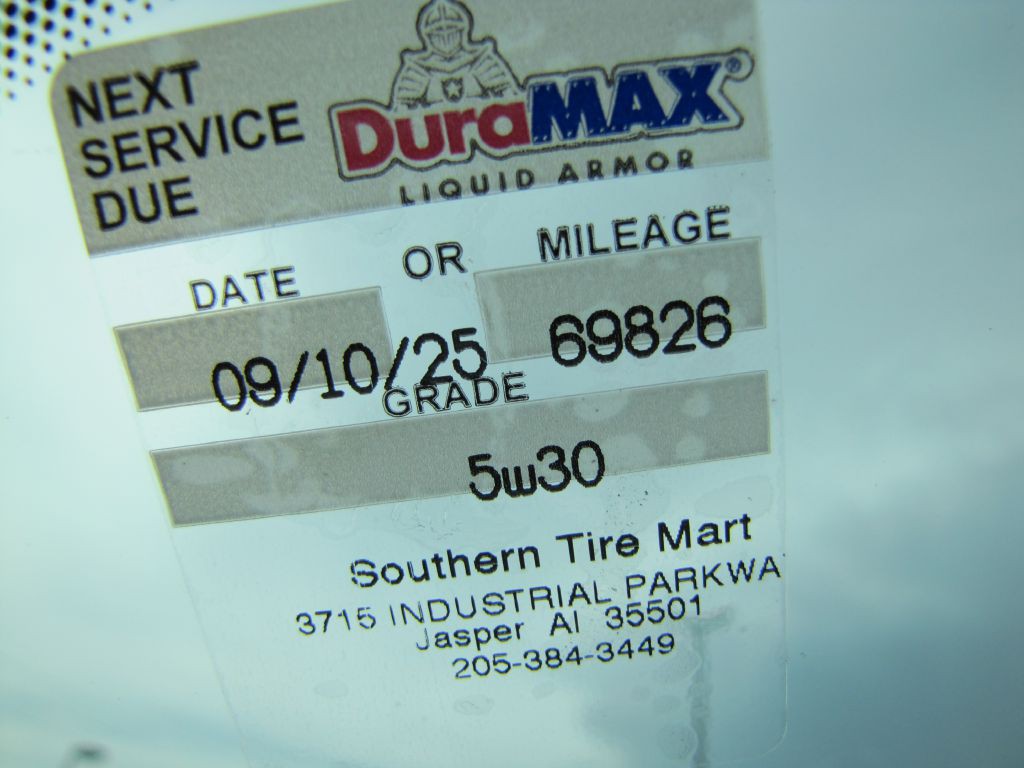 NEXT
SERVICE
DUE
DuraMAX®
LIQUID ARMOR
DATE OR MILEAGE
09/10/25 69826
GRADE
5w30
Southern Tire Mart
3715 INDUSTRIAL PARKWA
Jasper Al 35501
205-384-3449